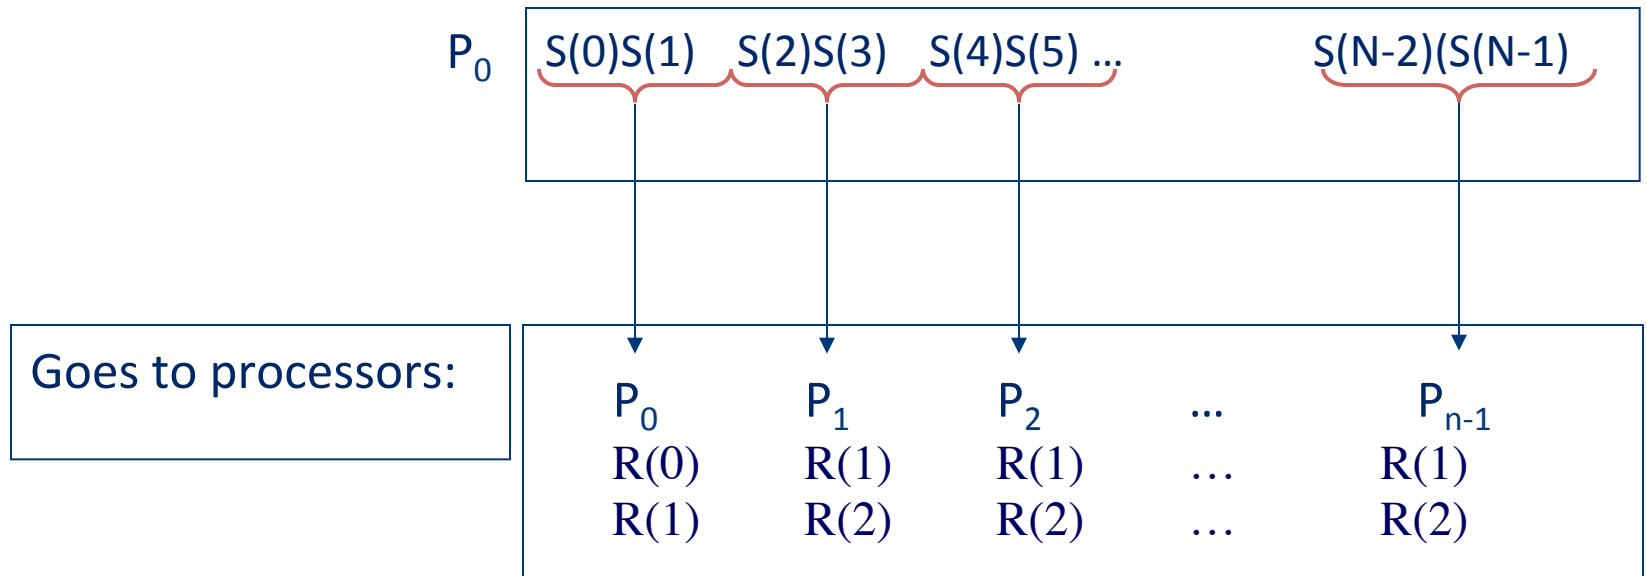 P₀ S(0)S(1) S(2)S(3) S(4)S(5) ... S(N-2)(S(N-1)
Goes to processors:
P₀ P₁ P₂ ... Pₙ₋₁
R(0) R(1) R(1) ... R(1)
R(1) R(2) R(2) ... R(2)